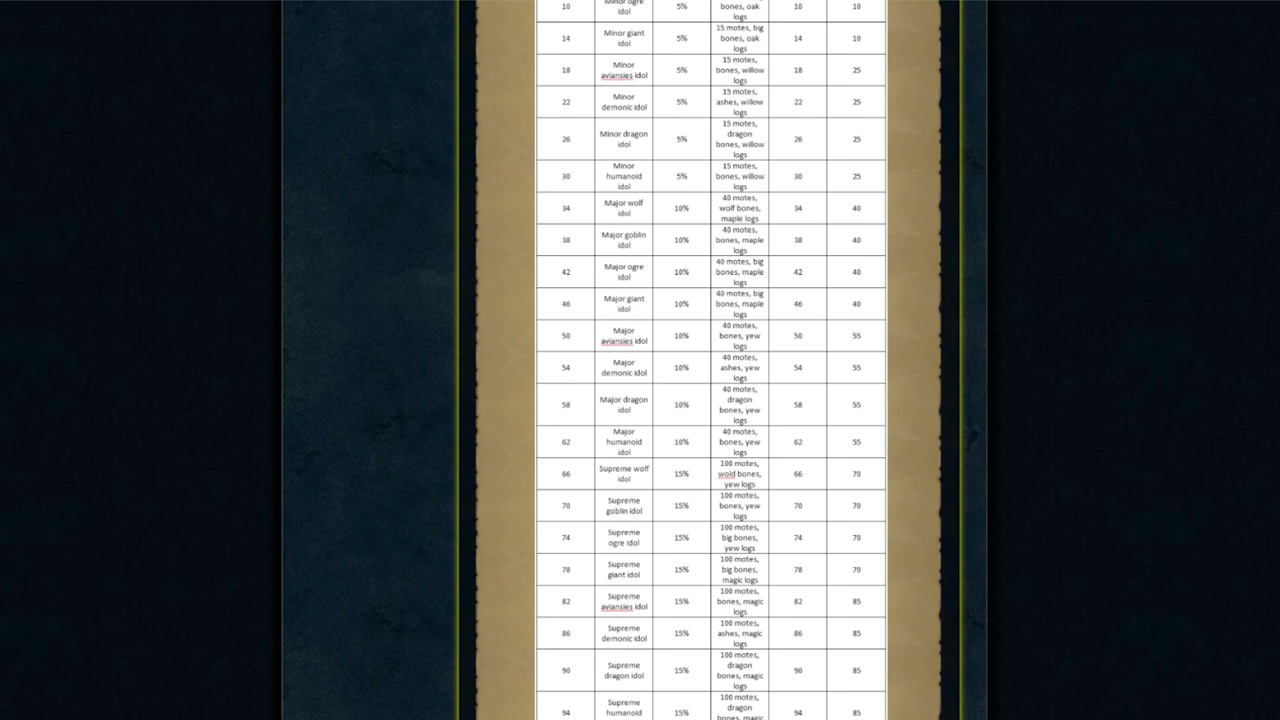 10
Minor ogre
idol
5%
bones, oak
logs
10
10
14
Minor giant
idol
5%
15 motes, big
bones, oak
logs
14
10
18
Minor
aviansies idol
5%
15 motes,
bones, willow
logs
18
25
22
Minor
demonic idol
5%
15 motes,
ashes, willow
logs
22
25
26
Minor dragon
idol
5%
15 motes,
dragon
bones, willow
logs
26
25
30
Minor
humanoid
idol
5%
15 motes,
bones, willow
logs
30
25
34
Major wolf
idol
10%
40 motes,
wolf bones,
maple logs
34
40
38
Major goblin
idol
10%
40 motes,
bones, maple
logs
38
40
42
Major ogre
idol
10%
40 motes, big
bones, maple
logs
42
40
46
Major giant
idol
10%
40 motes, big
bones, maple
logs
46
40
50
Major
aviansies idol
10%
40 motes,
bones, yew
logs
50
55
54
Major
demonic idol
10%
40 motes,
ashes, yew
logs
54
55
58
Major dragon
idol
10%
40 motes,
dragon
bones, yew
logs
58
55
62
Major
humanoid
idol
10%
40 motes,
bones, yew
logs
62
55
66
Supreme wolf
idol
15%
100 motes,
wold bones,
yew logs
66
70
70
Supreme
goblin idol
15%
100 motes,
bones, yew
logs
70
70
74
Supreme
ogre idol
15%
100 motes,
big bones,
yew logs
74
70
78
Supreme
giant idol
15%
100 motes,
big bones,
magic logs
78
70
82
Supreme
aviansies idol
15%
100 motes,
bones, magic
logs
82
85
86
Supreme
demonic idol
15%
100 motes,
ashes, magic
logs
86
85
90
Supreme
dragon idol
15%
100 motes,
dragon
bones, magic
logs
90
85
94
Supreme
humanoid
15%
100 motes,
dragon
bones, magic
94
85